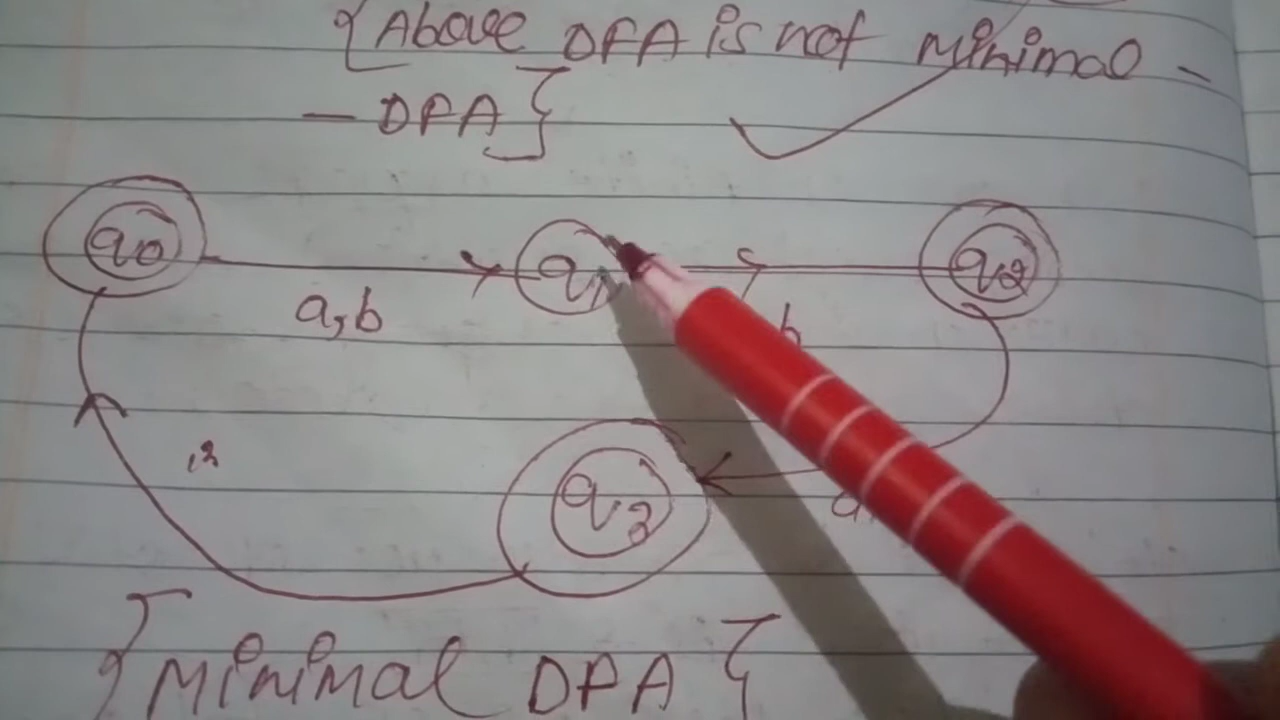 {Above DFA is not Minimal -
- DFA}
q0 q1 q2
a,b b
q3
a
{Minimal DFA}